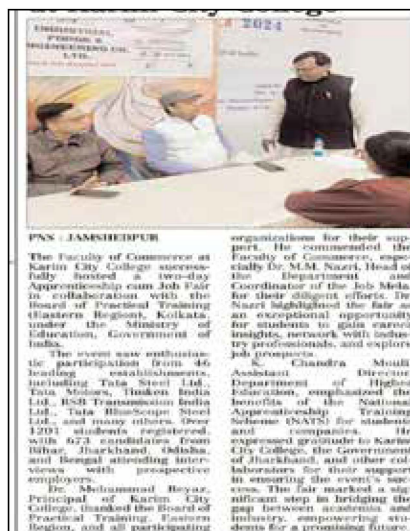 at Karim City College
2024
LTD.
PNS : JAMSHEDPUR
The Faculty of Commerce at
Karim City College success-
fully hosted a two-day
Apprenticeship cum Job Fair
in collaboration with the
Board of Practical Training
(Eastern Region), Kolkata,
under the Ministry of
Education, Government of
India.
The event saw enthusias-
tic participation from 46
leading establishments,
including Tata Steel Ltd.,
Tata Motors, Timken India
Ltd., RSB Transmission India
Ltd., Tata BlueScope Steel
Ltd., and many others. Over
1201 students registered,
with 673 candidates from
Bihar, Jharkhand, Odisha,
and Bengal attending inter-
views with prospective
employers.
Dr. Mohammad Reyaz,
Principal of Karim City
College, thanked the Board of
Practical Training, Eastern
Region, and all participating
organizations for their sup-
port. He commended the
Faculty of Commerce, espe-
cially Dr. M.M. Nazri, Head of
the Department and
Coordinator of the Job Mela,
for their diligent efforts. Dr.
Nazri highlighted the fair as
an exceptional opportunity
for students to gain career
insights, network with indus-
try professionals, and explore
job prospects.
K. Chandra Mouli,
Assistant Director,
Department of Higher
Education, emphasized the
benefits of the National
Apprenticeship Training
Scheme (NATS) for students
and companies. He
expressed gratitude to Karim
City College, the Government
of Jharkhand, and other col-
laborators for their support
in ensuring the event's suc-
cess. The fair marked a sig-
nificant step in bridging the
gap between academia and
industry, empowering stu-
dents for a promising future.